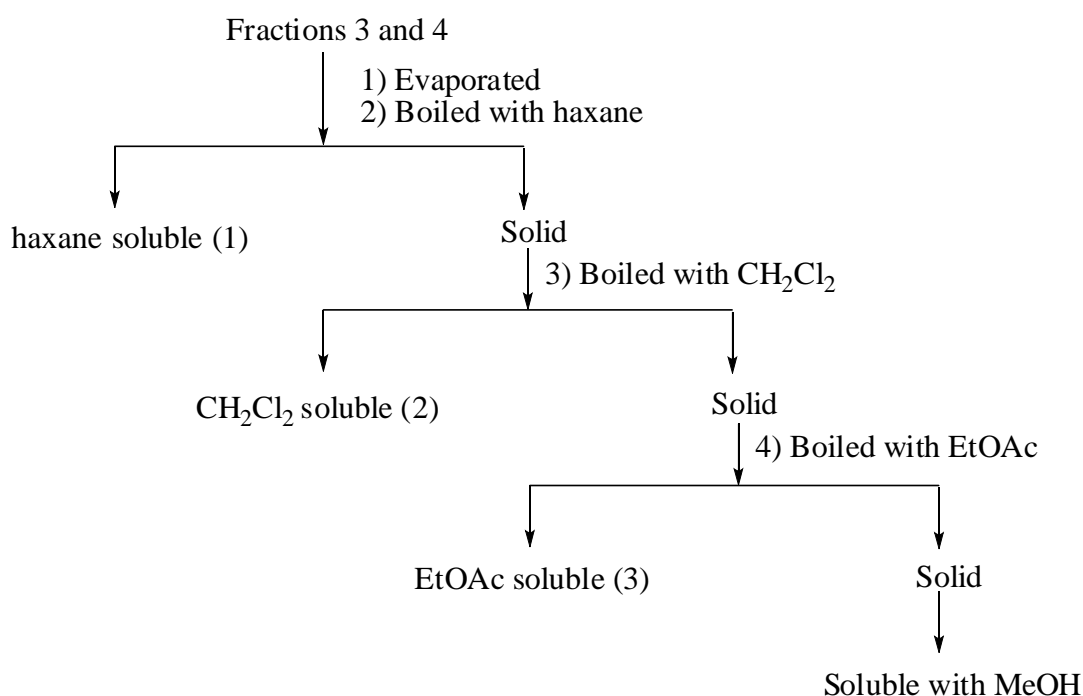 Fractions 3 and 4
1) Evaporated
2) Boiled with haxane
haxane soluble (1)
Solid
3) Boiled with CH₂Cl₂
CH₂Cl₂ soluble (2)
Solid
4) Boiled with EtOAc
EtOAc soluble (3)
Solid
Soluble with MeOH